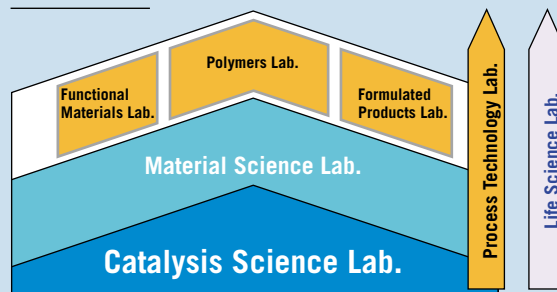 Polymers Lab.
Functional
Materials Lab.
Formulated
Products Lab.
Material Science Lab.
Catalysis Science Lab.
Process Technology Lab.
Life Science Lab.